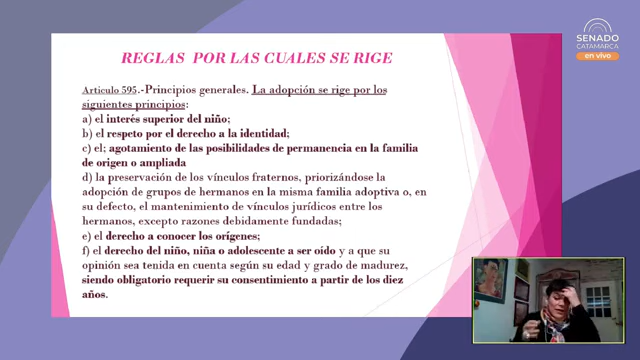 SENADO
CATAMARCA
en vivo
REGLAS POR LAS CUALES SE RIGE
Artículo 595.-Principios generales. La adopción se rige por los
siguientes principios:
a) el interés superior del niño;
b) el respeto por el derecho a la identidad;
c) el; agotamiento de las posibilidades de permanencia en la familia
de origen o ampliada
d) la preservación de los vínculos fraternos, priorizándose la
adopción de grupos de hermanos en la misma familia adoptiva o, en
su defecto, el mantenimiento de vínculos jurídicos entre los
hermanos, excepto razones debidamente fundadas;
e) el derecho a conocer los orígenes;
f) el derecho del niño, niña o adolescente a ser oído y a que su
opinión sea tenida en cuenta según su edad y grado de madurez,
siendo obligatorio requerir su consentimiento a partir de los diez
años.